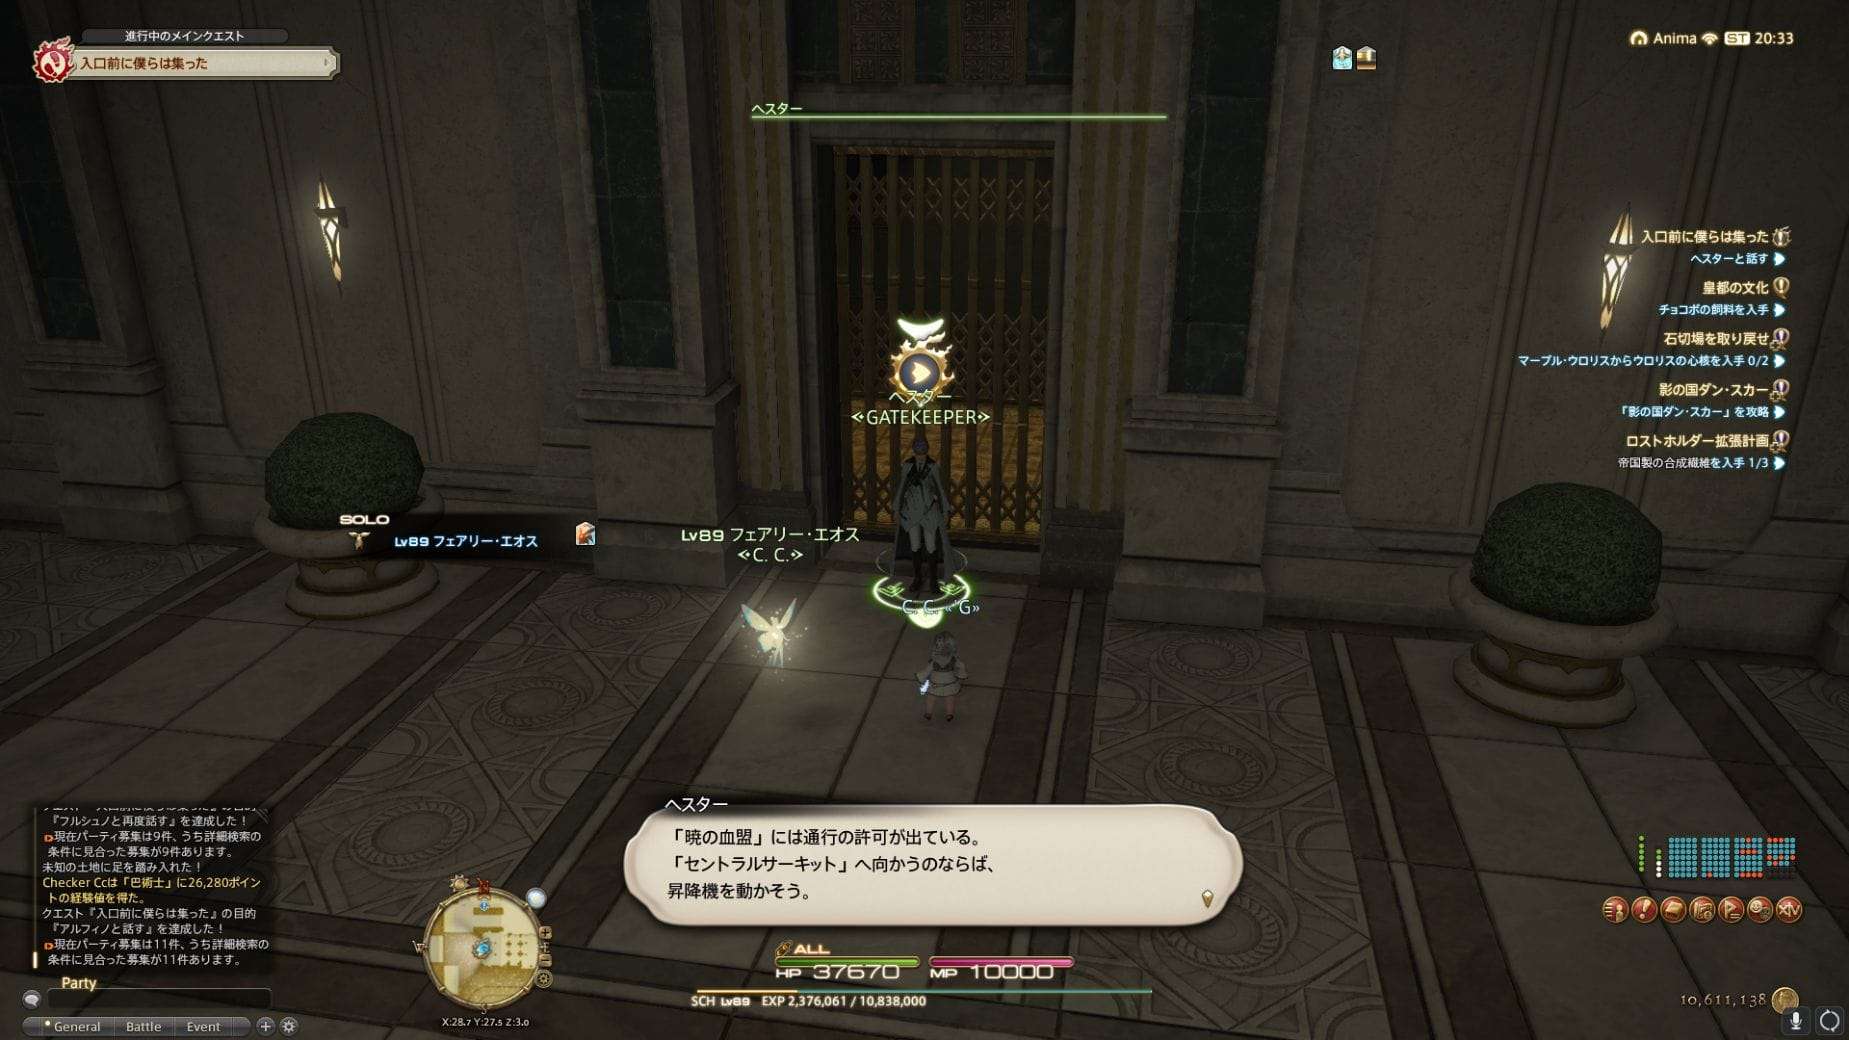 進行中のメインクエスト
入口前に僕らは集った
Anima ST 20:33
ヘスター
入口前に僕らは集った
ヘスターと話す
皇都の文化
チョコボの飼料を入手
石切場を取り戻せ
マーブル・ウロリスからウロリスの心核を入手 0/2
影の国ダン・スカー
「影の国ダン・スカー」を攻略
ロストホルダー拡張計画
帝国製の合成繊維を入手 1/3
ヘスター
GATEKEEPER
SOLO
Lv89 フェアリー・エオス
Lv89 フェアリー・エオス
C. C.
«G»
ヘスター
「暁の血盟」には通行の許可が出ている。
「セントラルサーキット」へ向かうのならば、
昇降機を動かそう。
『フルシュノと再度話す』を達成した！
現在パーティ募集は9件、うち詳細検索の
条件に見合った募集が9件あります。
未知の土地に足を踏み入れた！
Checker Ccは「巴術士」に26,280ポイン
トの経験値を得た。
クエスト『入口前に僕らは集った』の目的
『アルフィノと話す』を達成した！
現在パーティ募集は11件、うち詳細検索の
条件に見合った募集が11件あります。
Party
General Battle Event
X:28.7 Y:27.5 Z:3.0
ALL
HP 37670 MP 10000
SCH Lv89 EXP 2,376,061 / 10,838,000
XIV
10,611,138